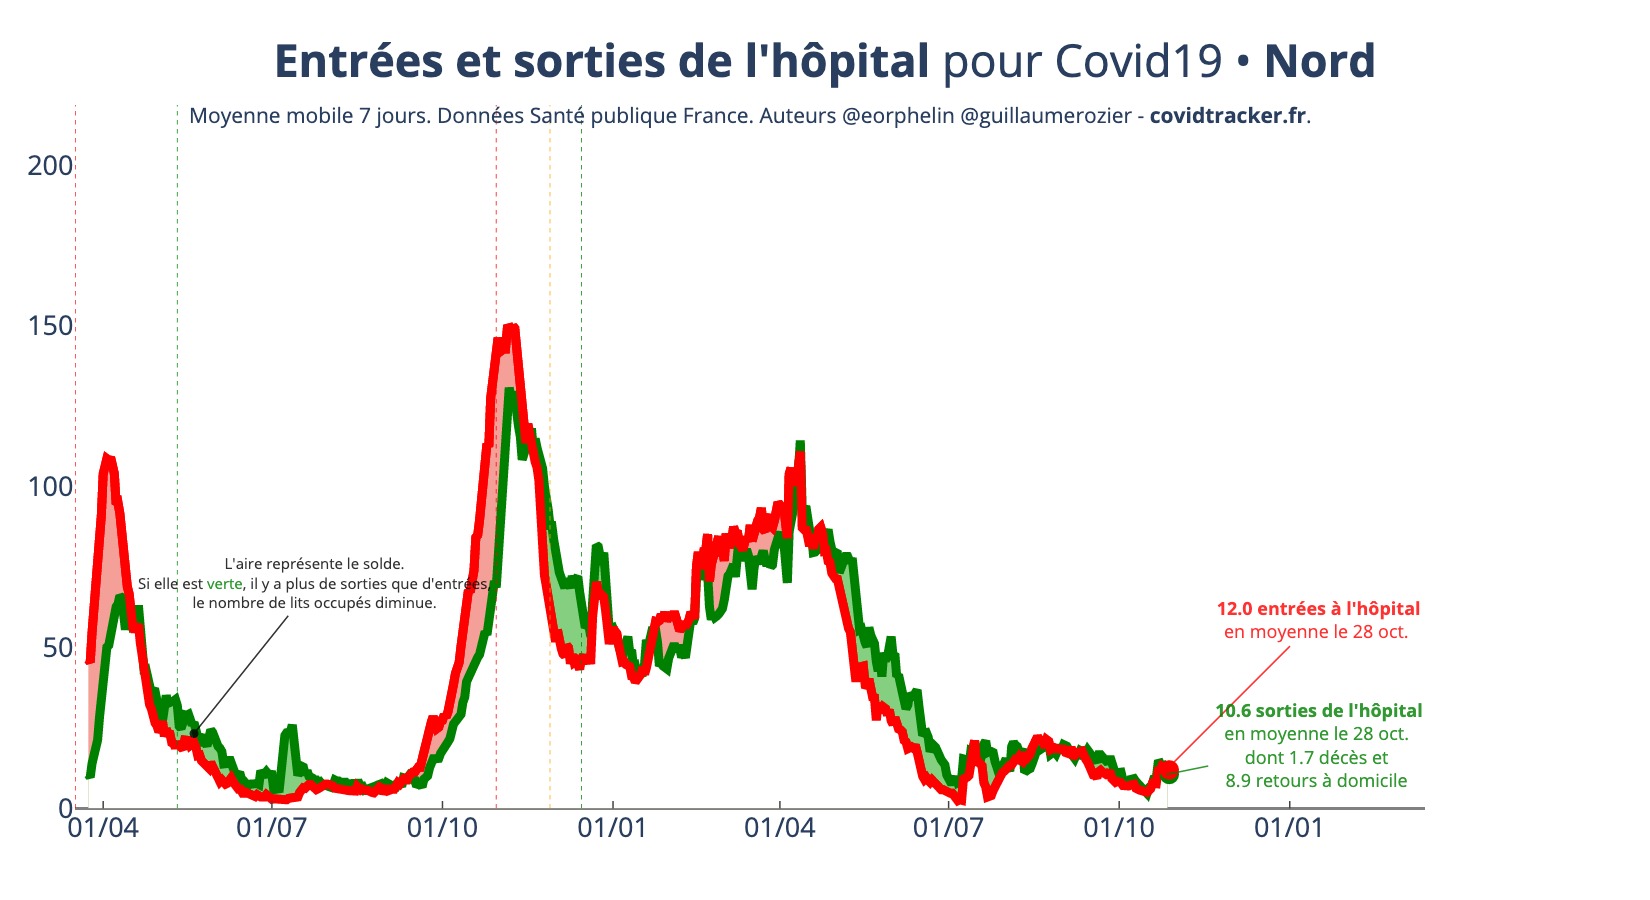 Entrées et sorties de l'hôpital pour Covid19 • Nord
Moyenne mobile 7 jours. Données Santé publique France. Auteurs @eorphelin @guillaumerozier - covidtracker.fr.
200
150
100
50
0
L'aire représente le solde.
Si elle est verte, il y a plus de sorties que d'entrées,
le nombre de lits occupés diminue.
12.0 entrées à l'hôpital
en moyenne le 28 oct.
10.6 sorties de l'hôpital
en moyenne le 28 oct.
dont 1.7 décès et
8.9 retours à domicile
01/04 01/07 01/10 01/01 01/04 01/07 01/10 01/01